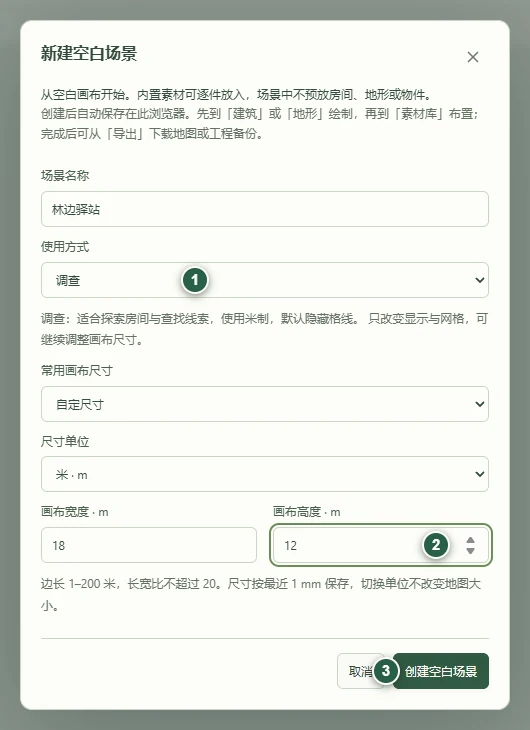 新建空白场景
从空白画布开始。内置素材可逐件放入，场景中不预放房间、地形或物件。
创建后自动保存在此浏览器。先到「建筑」或「地形」绘制，再到「素材库」布置；
完成后可从「导出」下载地图或工程备份。
场景名称
林边驿站
使用方式
调查
1
调查：适合探索房间与查找线索，使用米制，默认隐藏格线。 只改变显示与网格，可
继续调整画布尺寸。
常用画布尺寸
自定尺寸
尺寸单位
米 · m
画布宽度 · m
画布高度 · m
18
12
2
边长 1–200 米，长宽比不超过 20。尺寸按最近 1 mm 保存，切换单位不改变地图大
小。
取消
3
创建空白场景